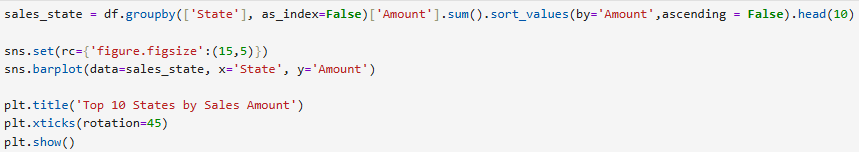 sales_state = df.groupby(['State'], as_index=False)['Amount'].sum().sort_values(by='Amount',ascending = False).head(10)
sns.set(rc={'figure.figsize':(15,5)})
sns.barplot(data=sales_state, x='State', y='Amount')
plt.title('Top 10 States by Sales Amount')
plt.xticks(rotation=45)
plt.show()